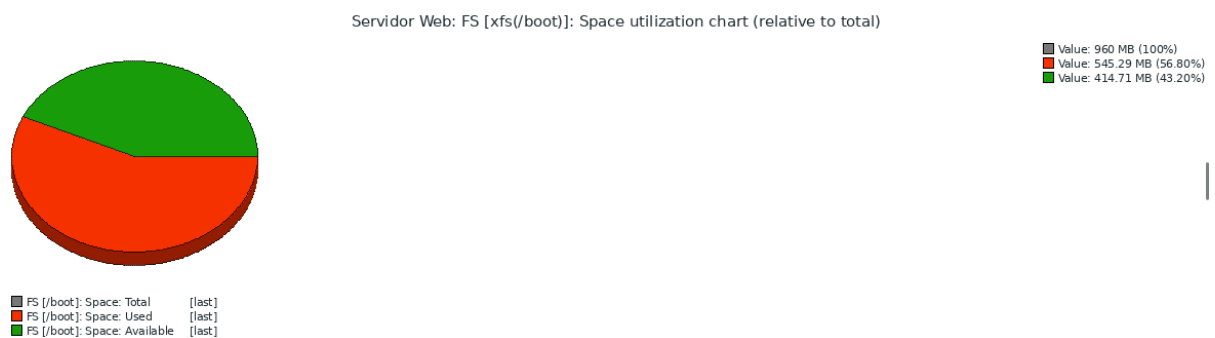 Servidor Web: FS [xfs(/boot)]: Space utilization chart (relative to total)
Value: 960 MB (100%)
Value: 545.29 MB (56.80%)
Value: 414.71 MB (43.20%)
FS [/boot]: Space: Total [last]
FS [/boot]: Space: Used [last]
FS [/boot]: Space: Available [last]